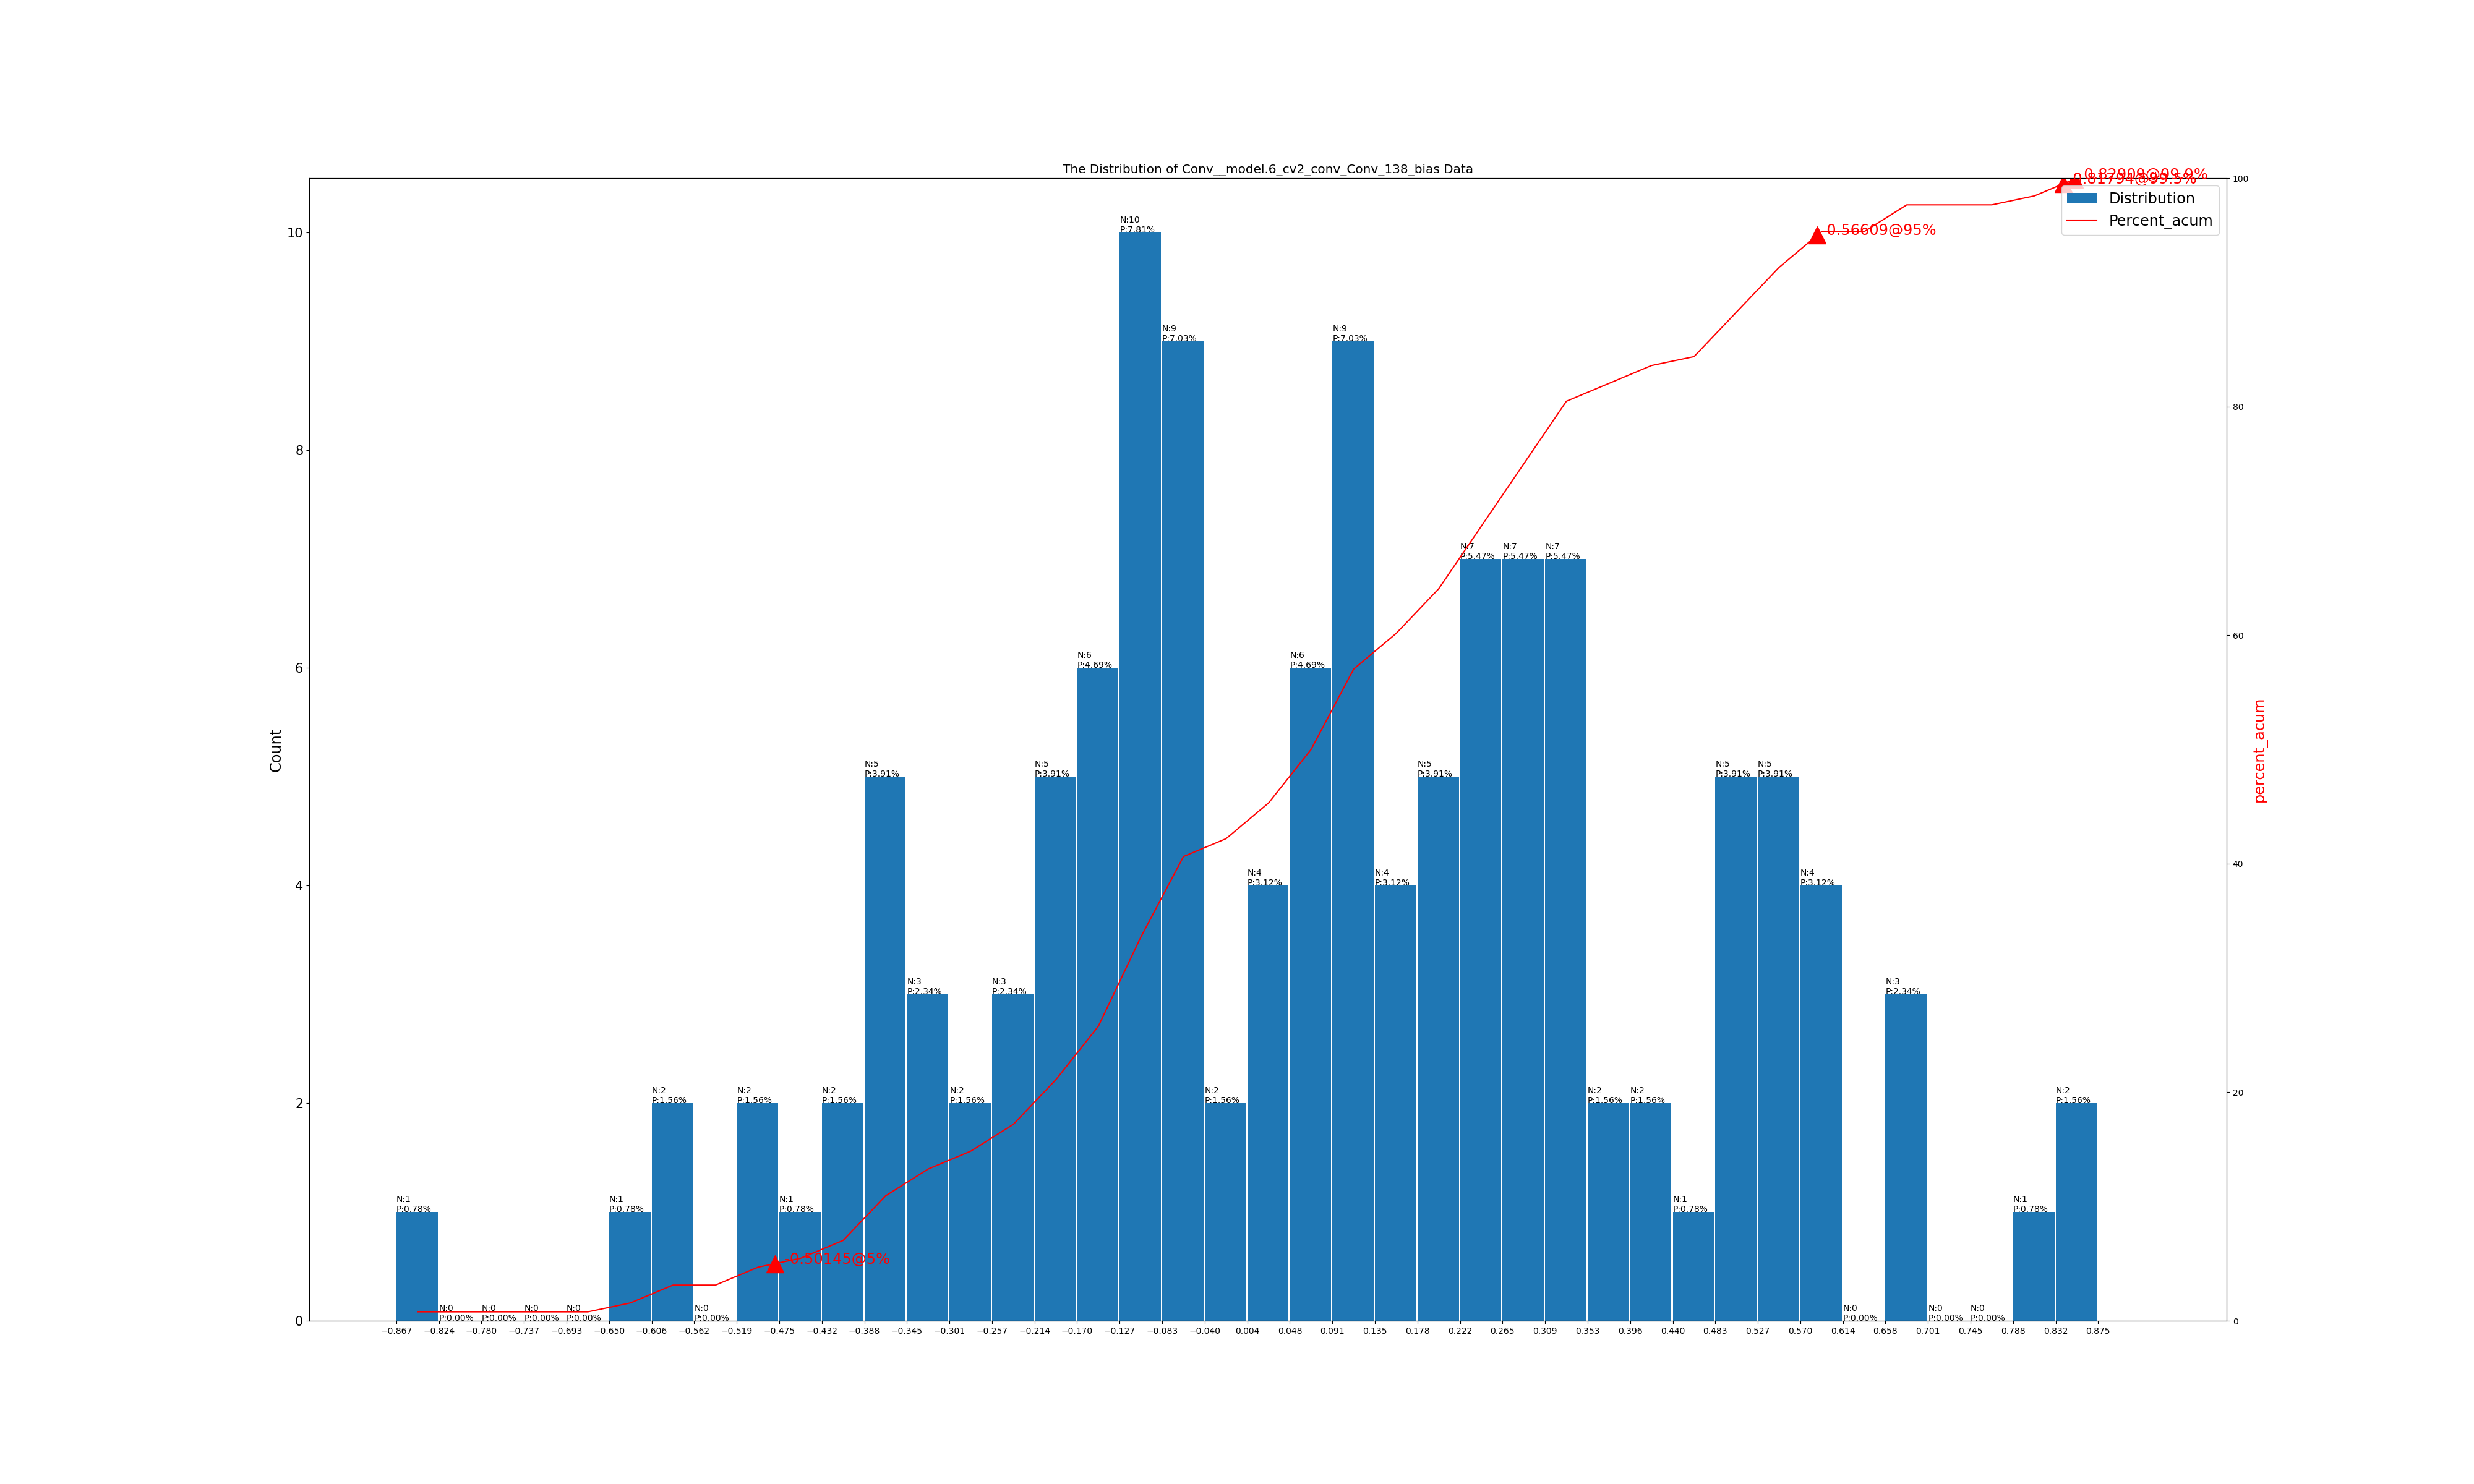 The Distribution of Conv__model.6_cv2_conv_Conv_138_bias Data
0.82909@99.9%
0.81794@99.5%
Distribution
Percent_acum
0.56609@95%
-0.50145@5%
Count
percent_acum
10
8
6
4
2
0
100
80
60
40
20
0
N:1
P:0.78%
N:0
P:0.00%
N:0
P:0.00%
N:0
P:0.00%
N:0
P:0.00%
N:1
P:0.78%
N:2
P:1.56%
N:0
P:0.00%
N:2
P:1.56%
N:1
P:0.78%
N:2
P:1.56%
N:5
P:3.91%
N:3
P:2.34%
N:2
P:1.56%
N:3
P:2.34%
N:5
P:3.91%
N:6
P:4.69%
N:10
P:7.81%
N:9
P:7.03%
N:2
P:1.56%
N:4
P:3.12%
N:6
P:4.69%
N:9
P:7.03%
N:4
P:3.12%
N:5
P:3.91%
N:7
P:5.47%
N:7
P:5.47%
N:7
P:5.47%
N:2
P:1.56%
N:2
P:1.56%
N:1
P:0.78%
N:5
P:3.91%
N:5
P:3.91%
N:4
P:3.12%
N:0
P:0.00%
N:3
P:2.34%
N:0
P:0.00%
N:0
P:0.00%
N:1
P:0.78%
N:2
P:1.56%
−0.867 −0.824 −0.780 −0.737 −0.693 −0.650 −0.606 −0.562 −0.519 −0.475 −0.432 −0.388 −0.345 −0.301 −0.257 −0.214 −0.170 −0.127 −0.083 −0.040 0.004 0.048 0.091 0.135 0.178 0.222 0.265 0.309 0.353 0.396 0.440 0.483 0.527 0.570 0.614 0.658 0.701 0.745 0.788 0.832 0.875